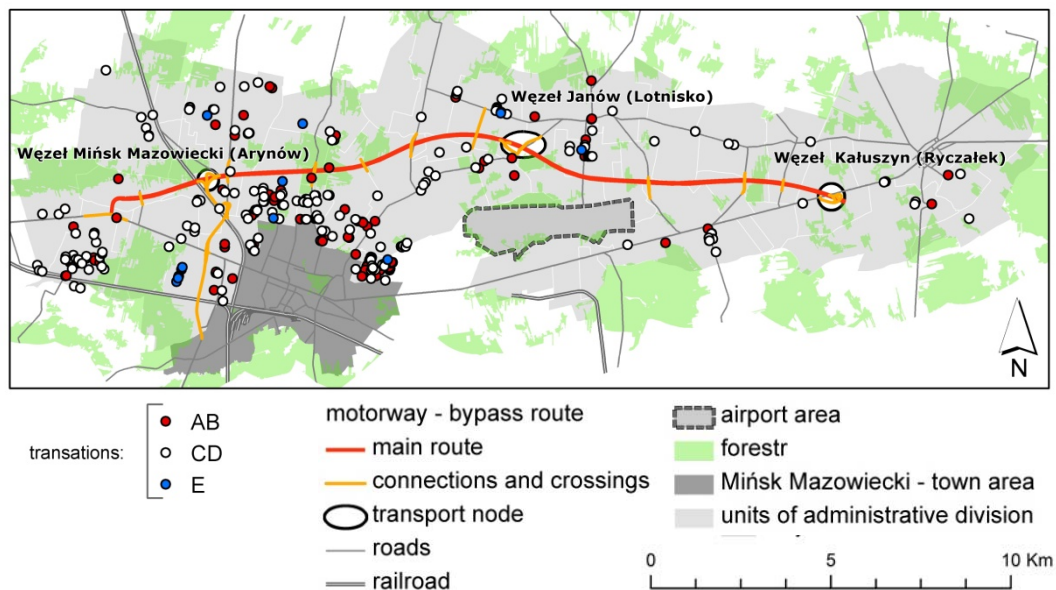 Węzeł Janów (Lotnisko)
Węzeł Mińsk Mazowiecki (Arynów)
Węzeł Kałuszyn (Ryczałek)
N
transations:
AB
CD
E
motorway - bypass route
main route
connections and crossings
transport node
roads
railroad
airport area
forestr
Mińsk Mazowiecki - town area
units of administrative division
0 5 10 Km